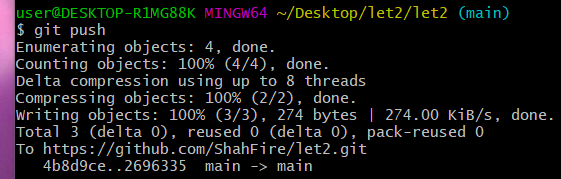 user@DESKTOP-R1MG88K MINGW64 ~/Desktop/let2/let2 (main)
$ git push
Enumerating objects: 4, done.
Counting objects: 100% (4/4), done.
Delta compression using up to 8 threads
Compressing objects: 100% (2/2), done.
Writing objects: 100% (3/3), 274 bytes | 274.00 KiB/s, done.
Total 3 (delta 0), reused 0 (delta 0), pack-reused 0
To https://github.com/ShahFire/let2.git
   4b8d9ce..2696335  main -> main